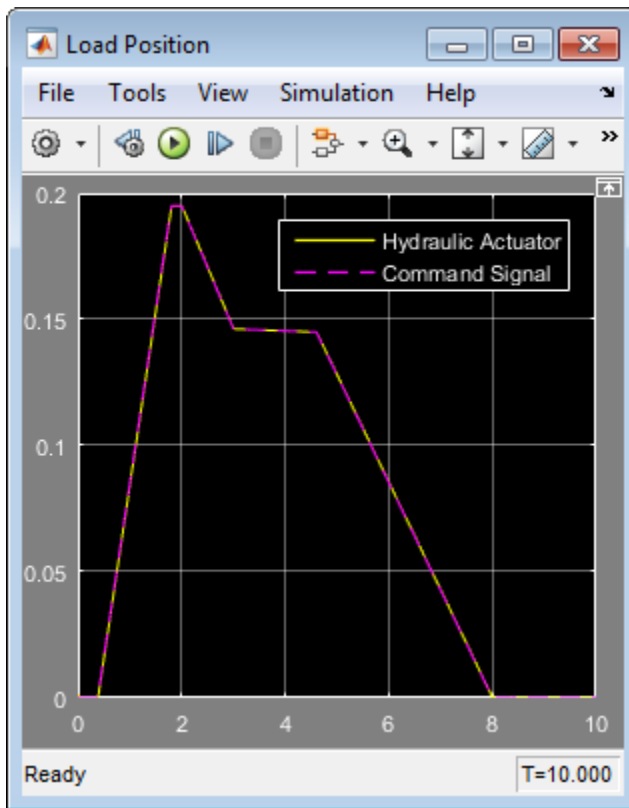 Load Position
File Tools View Simulation Help
0.2
Hydraulic Actuator
Command Signal
0.15
0.1
0.05
0
0 2 4 6 8 10
Ready T=10.000